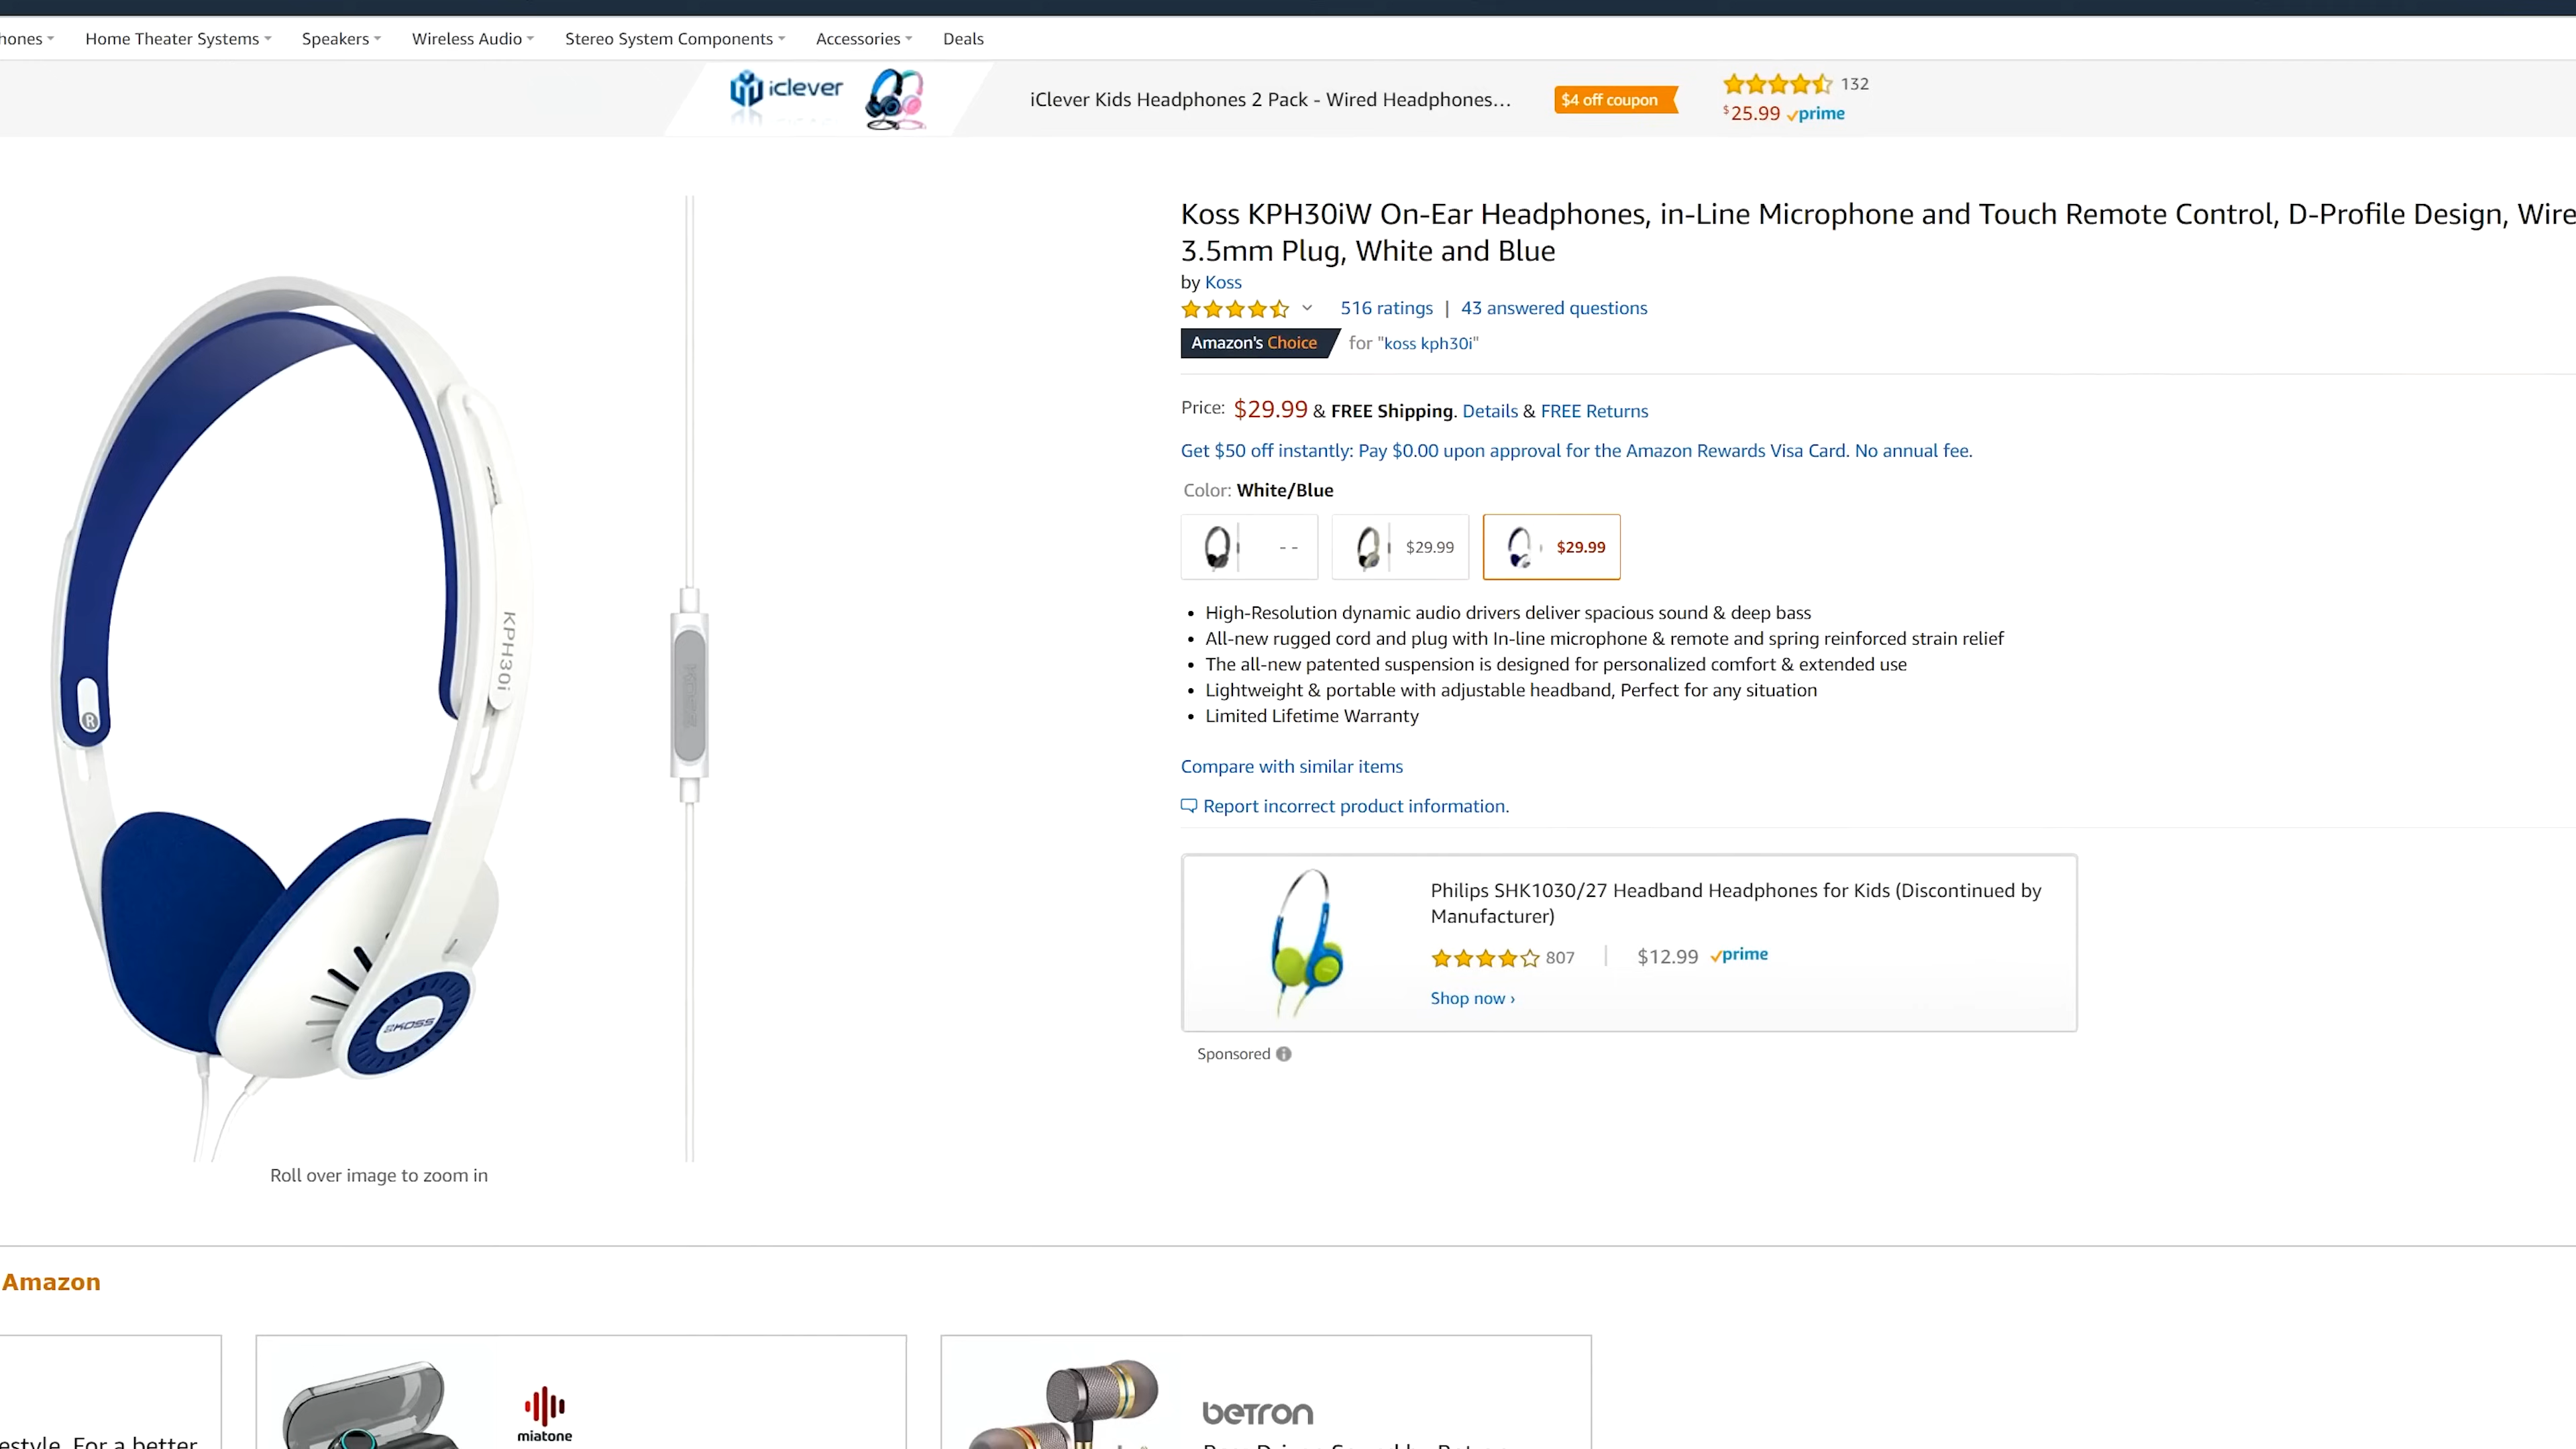 Home Theater Systems Speakers Wireless Audio Stereo System Components Accessories Deals
iclever iClever Kids Headphones 2 Pack - Wired Headphones... $4 off coupon 132
$25.99 prime
Koss KPH30iW On-Ear Headphones, in-Line Microphone and Touch Remote Control, D-Profile Design, Wire
3.5mm Plug, White and Blue
by Koss
516 ratings | 43 answered questions
Amazon's Choice for "koss kph30i"
Price: $29.99 & FREE Shipping. Details & FREE Returns
Get $50 off instantly: Pay $0.00 upon approval for the Amazon Rewards Visa Card. No annual fee.
Color: White/Blue
- - $29.99 $29.99
• High-Resolution dynamic audio drivers deliver spacious sound & deep bass
• All-new rugged cord and plug with In-line microphone & remote and spring reinforced strain relief
• The all-new patented suspension is designed for personalized comfort & extended use
• Lightweight & portable with adjustable headband, Perfect for any situation
• Limited Lifetime Warranty
Compare with similar items
Report incorrect product information.
Philips SHK1030/27 Headband Headphones for Kids (Discontinued by
Manufacturer)
807 | $12.99 prime
Shop now ›
Sponsored
KPH30i
R
KOSS
Roll over image to zoom in
Amazon
estyle. For a better
miatone
betron